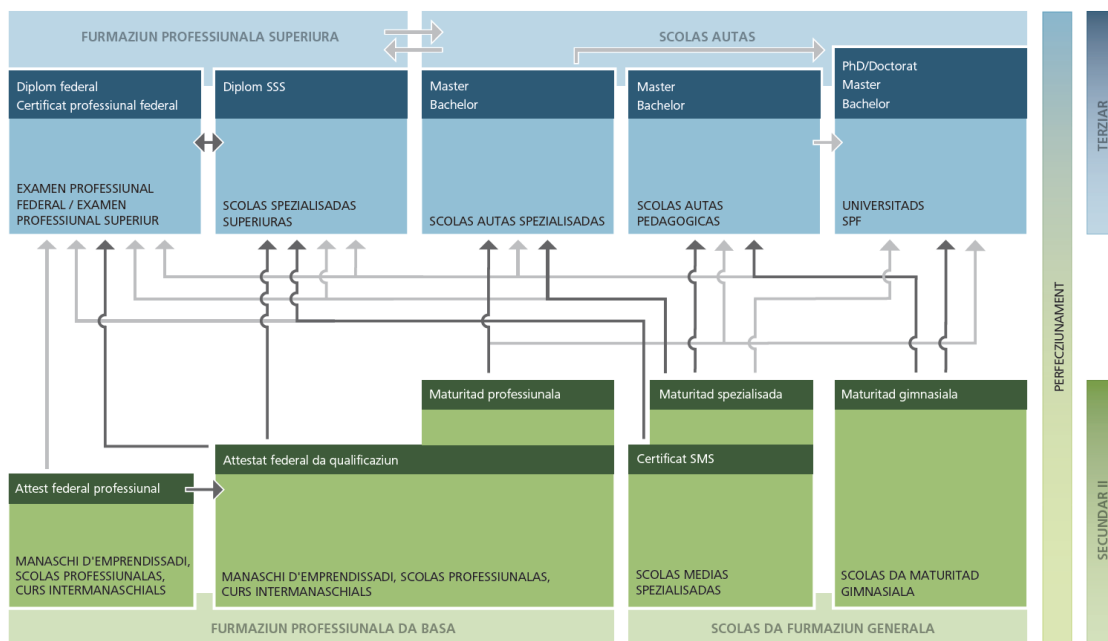 FURMAZIUN PROFESSIUNALA SUPERIURA
SCOLAS AUTAS
Diplom federal
Certificat professiunal federal
Diplom SSS
Master
Bachelor
Master
Bachelor
PhD/Doctorat
Master
Bachelor
EXAMEN PROFESSIUNAL
FEDERAL / EXAMEN
PROFESSIUNAL SUPERIUR
SCOLAS SPEZIALISADAS
SUPERIURAS
SCOLAS AUTAS SPEZIALISADAS
SCOLAS AUTAS
PEDAGOGICAS
UNIVERSITADS
SPF
TERZIAR
PERFECZIUNAMENT
Maturitad professiunala
Maturitad spezialisada
Maturitad gimnasiala
Attestat federal da qualificaziun
Certificat SMS
Attest federal professiunal
MANASCHI D'EMPRENDISSADI,
SCOLAS PROFESSIUNALAS,
CURS INTERMANASCHIALS
MANASCHI D'EMPRENDISSADI, SCOLAS PROFESSIUNALAS,
CURS INTERMANASCHIALS
SCOLAS MEDIAS
SPEZIALISADAS
SCOLAS DA MATURITAD
GIMNASIALA
SECUNDAR II
FURMAZIUN PROFESSIUNALA DA BASA
SCOLAS DA FURMAZIUN GENERALA